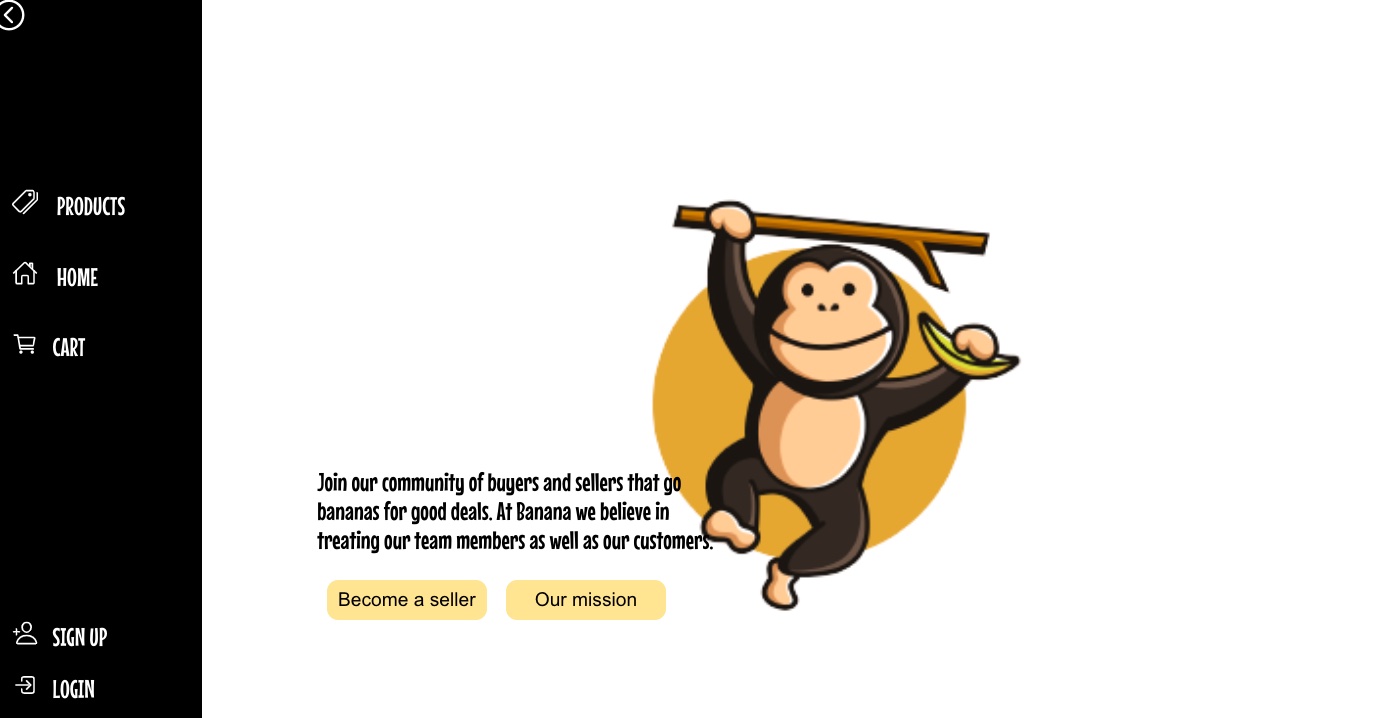 PRODUCTS
HOME
CART
Join our community of buyers and sellers that go
bananas for good deals. At Banana we believe in
treating our team members as well as our customers.
Become a seller
Our mission
SIGN UP
LOGIN